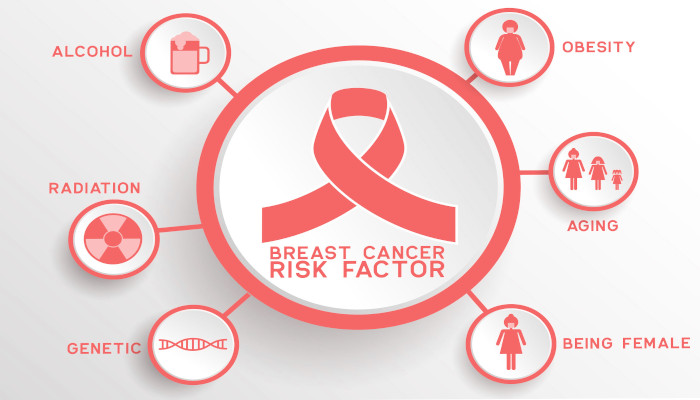 ALCOHOL
OBESITY
RADIATION
AGING
BREAST CANCER
RISK FACTOR
GENETIC
BEING FEMALE